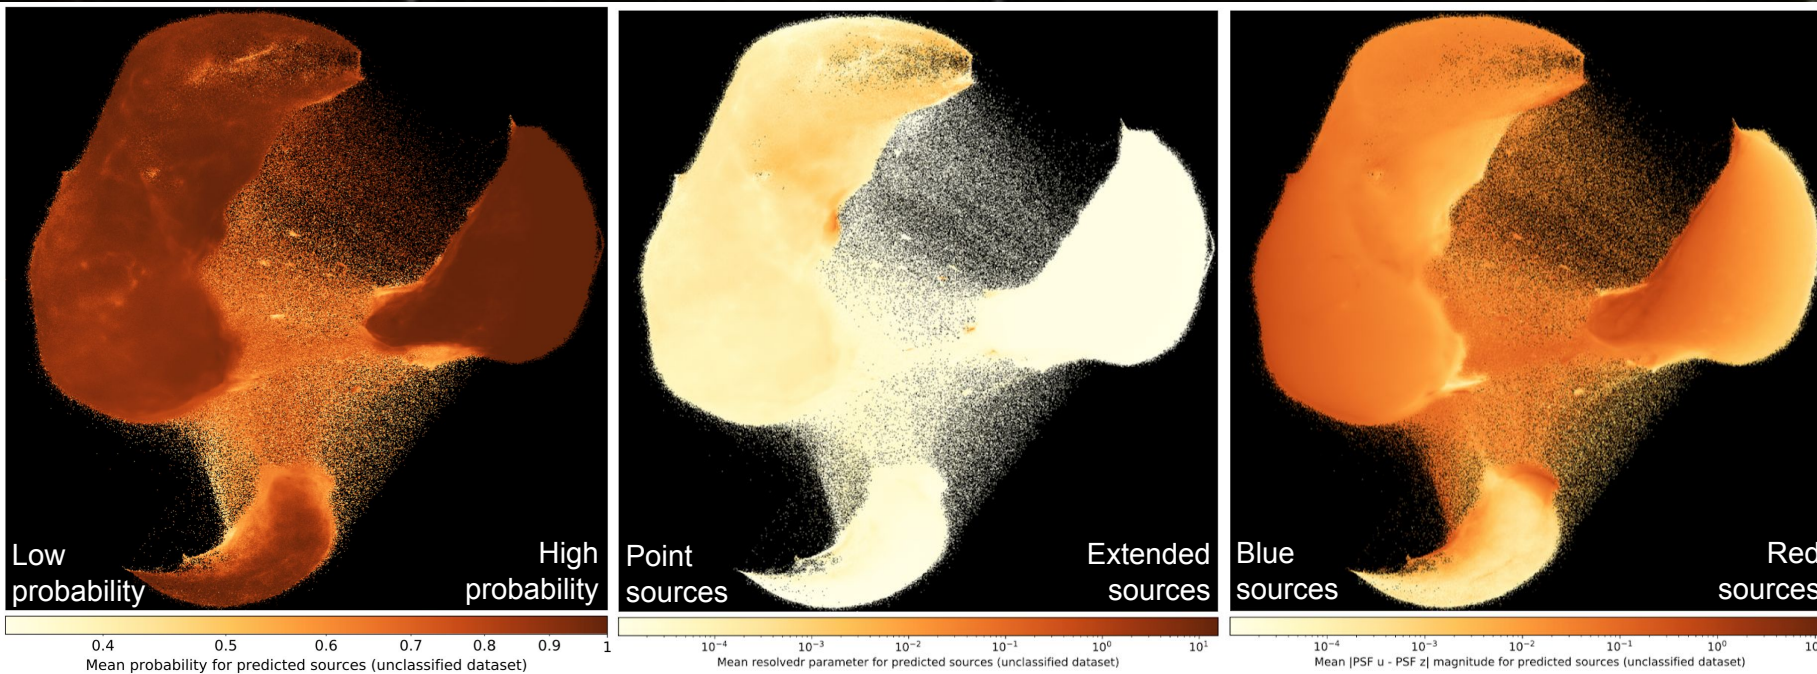 Low
probability
High
probability
0.4 0.5 0.6 0.7 0.8 0.9 1
Mean probability for predicted sources (unclassified dataset)
Point
sources
Extended
sources
10⁻⁴ 10⁻³ 10⁻² 10⁻¹ 10⁰ 10¹
Mean resolvedr parameter for predicted sources (unclassified dataset)
Blue
sources
Red
sources
10⁻⁴ 10⁻³ 10⁻² 10⁻¹ 10⁰
Mean |PSF u - PSF z| magnitude for predicted sources (unclassified dataset)